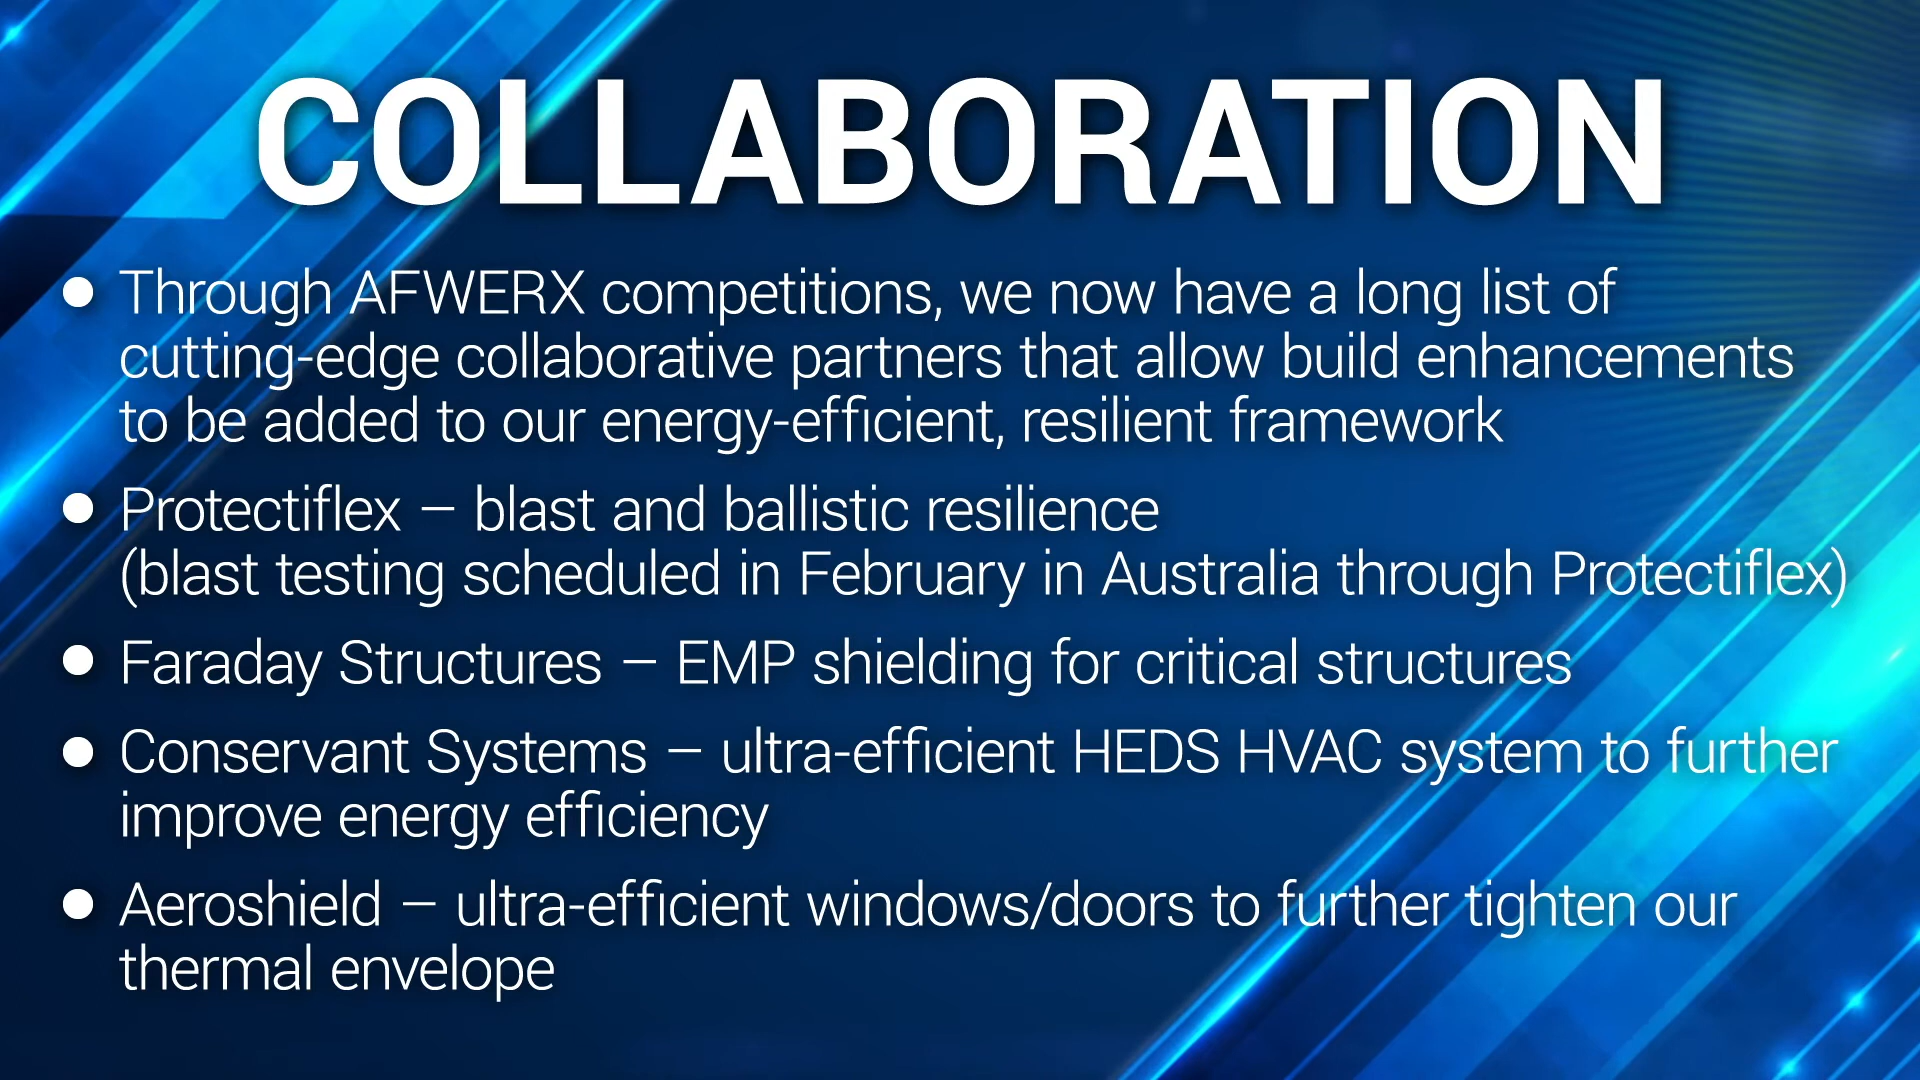 COLLABORATION
● Through AFWERX competitions, we now have a long list of
cutting-edge collaborative partners that allow build enhancements
to be added to our energy-efficient, resilient framework
● Protectiflex – blast and ballistic resilience
(blast testing scheduled in February in Australia through Protectiflex)
● Faraday Structures – EMP shielding for critical structures
● Conservant Systems – ultra-efficient HEDS HVAC system to further
improve energy efficiency
● Aeroshield – ultra-efficient windows/doors to further tighten our
thermal envelope